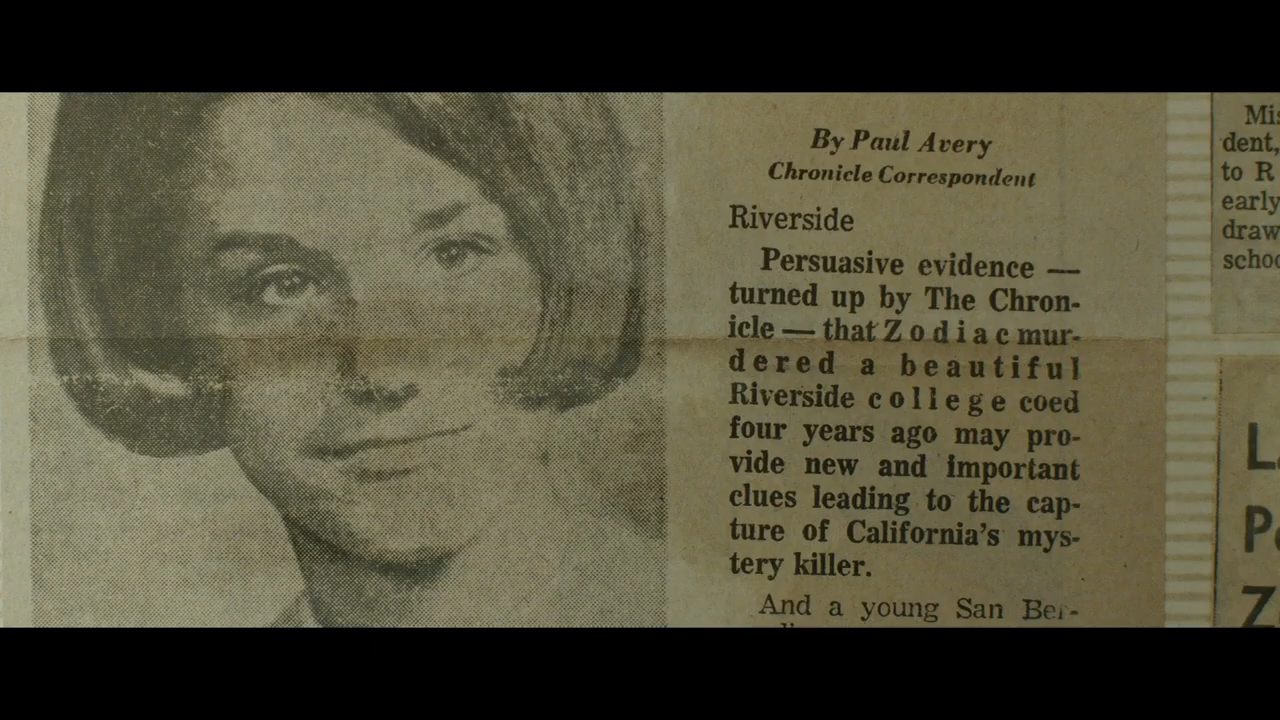 By Paul Avery
Chronicle Correspondent
Riverside
Persuasive evidence —
turned up by The Chron-
icle — that Zodiac mur-
dered a beautiful
Riverside college coed
four years ago may pro-
vide new and important
clues leading to the cap-
ture of California's mys-
tery killer.
And a young San Ber-
dent,
to R
early
draw